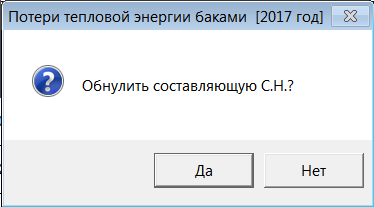 Потери тепловой энергии баками [2017 год]
Обнулить составляющую С.Н.?
Да
Нет